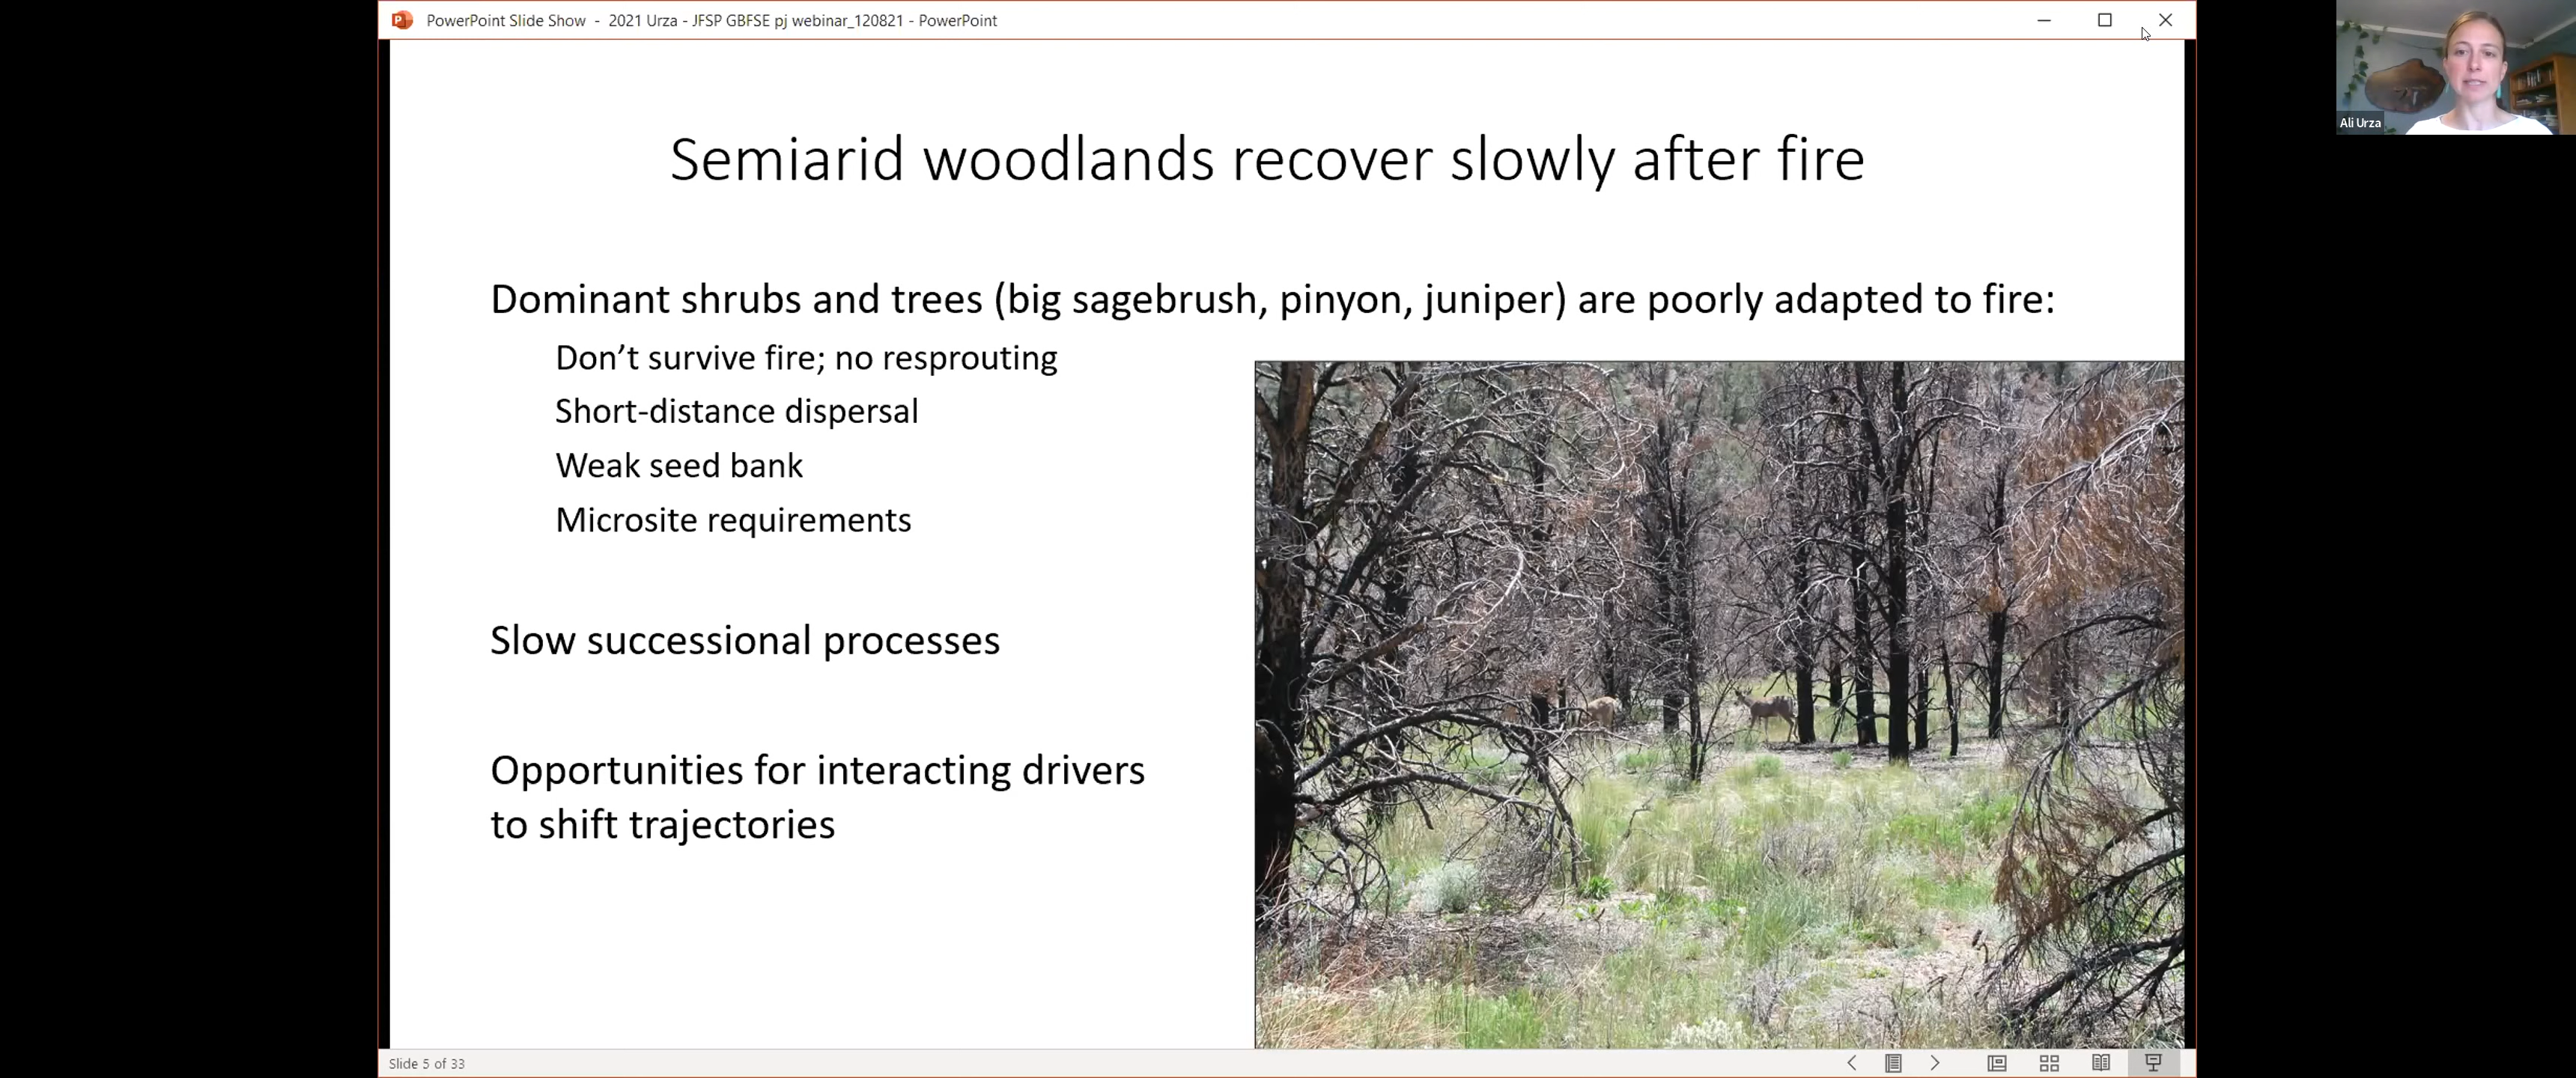 PowerPoint Slide Show - 2021 Urza - JFSP GBFSE pj webinar_120821 - PowerPoint
Ali Urza
Semiarid woodlands recover slowly after fire
Dominant shrubs and trees (big sagebrush, pinyon, juniper) are poorly adapted to fire:
Don’t survive fire; no resprouting
Short-distance dispersal
Weak seed bank
Microsite requirements
Slow successional processes
Opportunities for interacting drivers
to shift trajectories
Slide 5 of 33